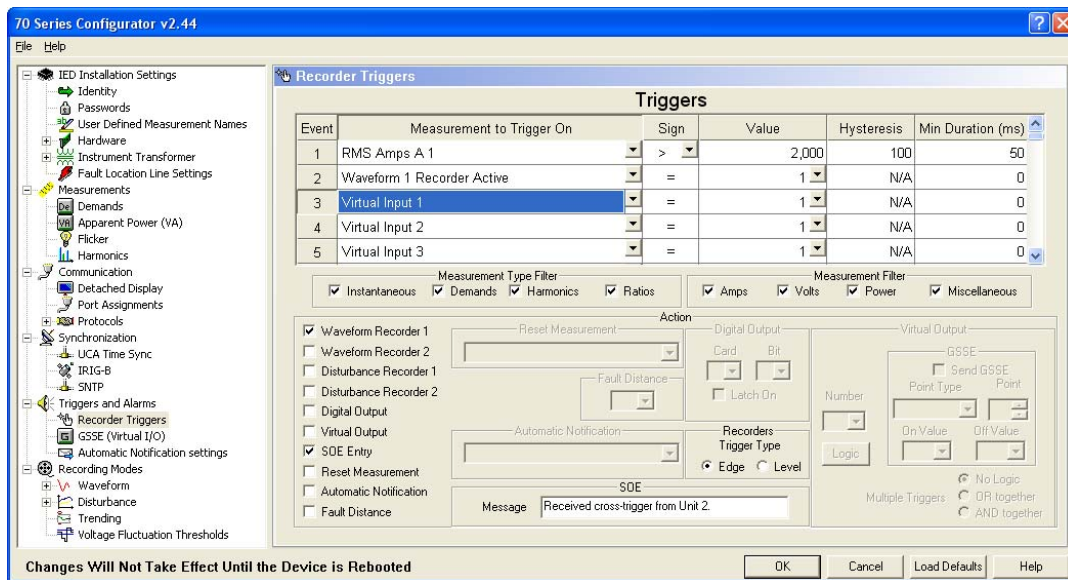 70 Series Configurator v2.44
File Help
IED Installation Settings
Identity
Passwords
User Defined Measurement Names
Hardware
Instrument Transformer
Fault Location Line Settings
Measurements
Demands
Apparent Power (VA)
Flicker
Harmonics
Communication
Detached Display
Port Assignments
Protocols
Synchronization
UCA Time Sync
IRIG-B
SNTP
Triggers and Alarms
Recorder Triggers
GSSE (Virtual I/O)
Automatic Notification settings
Recording Modes
Waveform
Disturbance
Trending
Voltage Fluctuation Thresholds
Recorder Triggers
Triggers
Event Measurement to Trigger On Sign Value Hysteresis Min Duration (ms)
1 RMS Amps A 1 > 2,000 100 50
2 Waveform 1 Recorder Active = 1 N/A 0
3 Virtual Input 1 = 1 N/A 0
4 Virtual Input 2 = 1 N/A 0
5 Virtual Input 3 = 1 N/A 0
Measurement Type Filter
Instantaneous Demands Harmonics Ratios
Measurement Filter
Amps Volts Power Miscellaneous
Action
Waveform Recorder 1
Waveform Recorder 2
Disturbance Recorder 1
Disturbance Recorder 2
Digital Output
Virtual Output
SOE Entry
Reset Measurement
Automatic Notification
Fault Distance
Reset Measurement
Fault Distance
Automatic Notification
Digital Output
Card Bit
Latch On
Recorders
Trigger Type
Edge Level
SOE
Message Received cross-trigger from Unit 2.
Virtual Output
Number
Logic
GSSE
Send GSSE
Point Type Point
On Value Off Value
Multiple Triggers
No Logic
OR together
AND together
Changes Will Not Take Effect Until the Device is Rebooted
OK Cancel Load Defaults Help